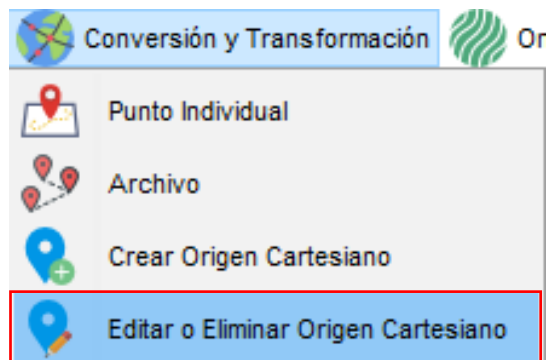 Conversión y Transformación
Punto Individual
Archivo
Crear Origen Cartesiano
Editar o Eliminar Origen Cartesiano